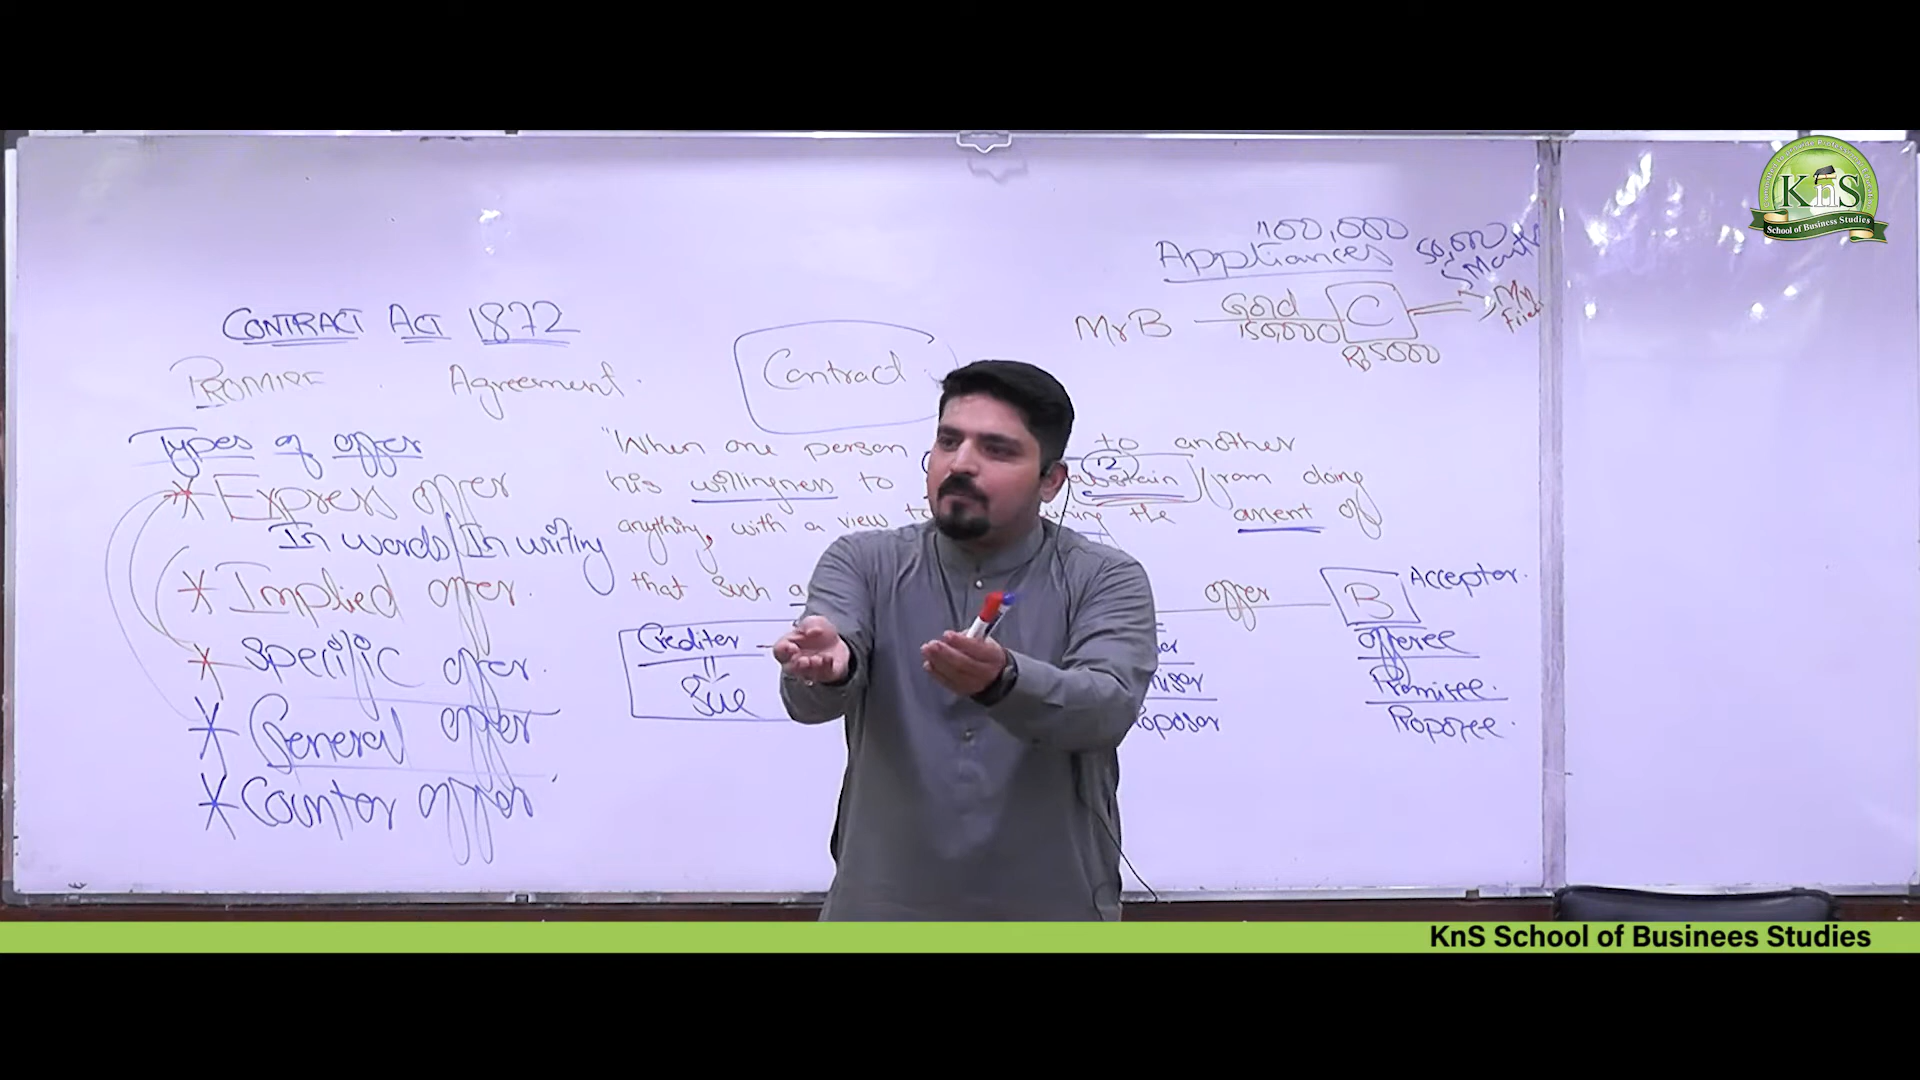 KnS
School of Business Studies
100,000
Appliances
50,000
CONTRACT ACT 1872
Mr B
Gold
150,000
C
Rs 5000
PROMISE
Agreement.
Contract
Types of offer
"When one person
to another
* Express offer
his willingness to
12
abstain
from doing
In words/In writing
anything, with a view to
the assent of
* Implied offer.
that such a
offer
B
Acceptor.
Crediter
Offeree
* Specific offer.
Sue
Promisee.
* General offer
roposer
Proposee.
* Counter offer
KnS School of Businees Studies